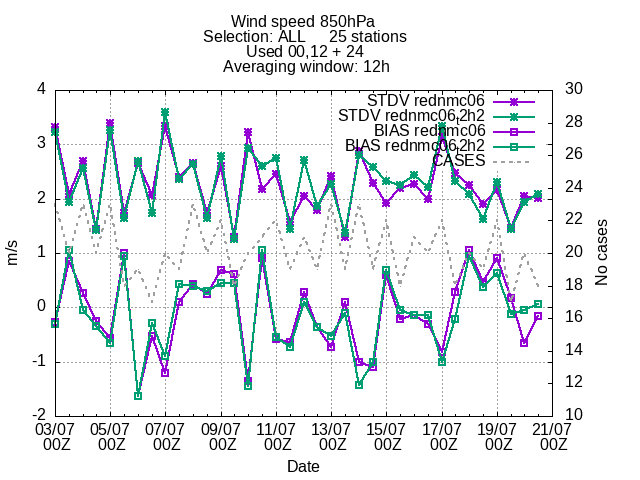 Wind speed 850hPa
Selection: ALL 25 stations
Used 00,12 + 24
Averaging window: 12h
STDV rednmc06
STDV rednmc06,2h2
BIAS rednmc06
BIAS rednmc06,2h2
CASES
4
3
2
1
0
-1
-2
30
28
26
24
22
20
18
16
14
12
10
m/s
No cases
03/07 05/07 07/07 09/07 11/07 13/07 15/07 17/07 19/07 21/07
00Z 00Z 00Z 00Z 00Z 00Z 00Z 00Z 00Z 00Z
Date